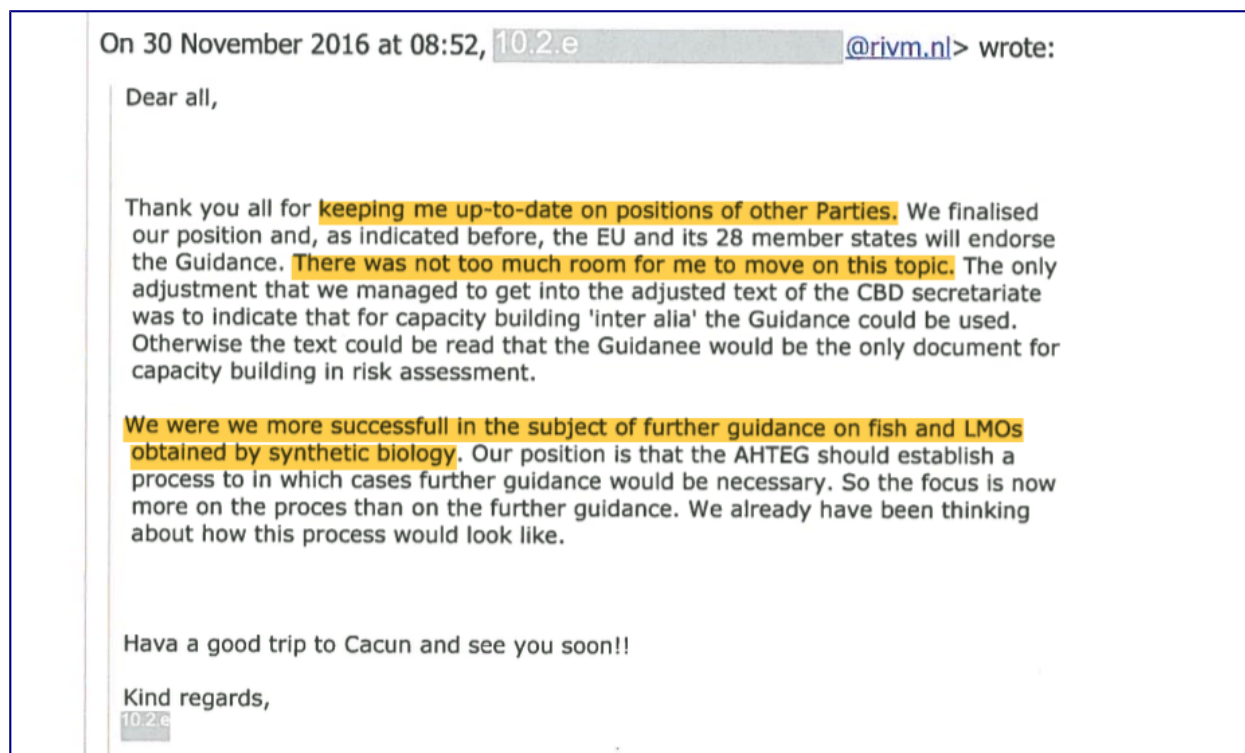 On 30 November 2016 at 08:52, 10.2.e @rivm.nl> wrote:
Dear all,
Thank you all for keeping me up-to-date on positions of other Parties. We finalised
our position and, as indicated before, the EU and its 28 member states will endorse
the Guidance. There was not too much room for me to move on this topic. The only
adjustment that we managed to get into the adjusted text of the CBD secretariate
was to indicate that for capacity building 'inter alia' the Guidance could be used.
Otherwise the text could be read that the Guidanee would be the only document for
capacity building in risk assessment.
We were we more successfull in the subject of further guidance on fish and LMOs
obtained by synthetic biology. Our position is that the AHTEG should establish a
process to in which cases further guidance would be necessary. So the focus is now
more on the proces than on the further guidance. We already have been thinking
about how this process would look like.
Hava a good trip to Cacun and see you soon!!
Kind regards,
10.2.e